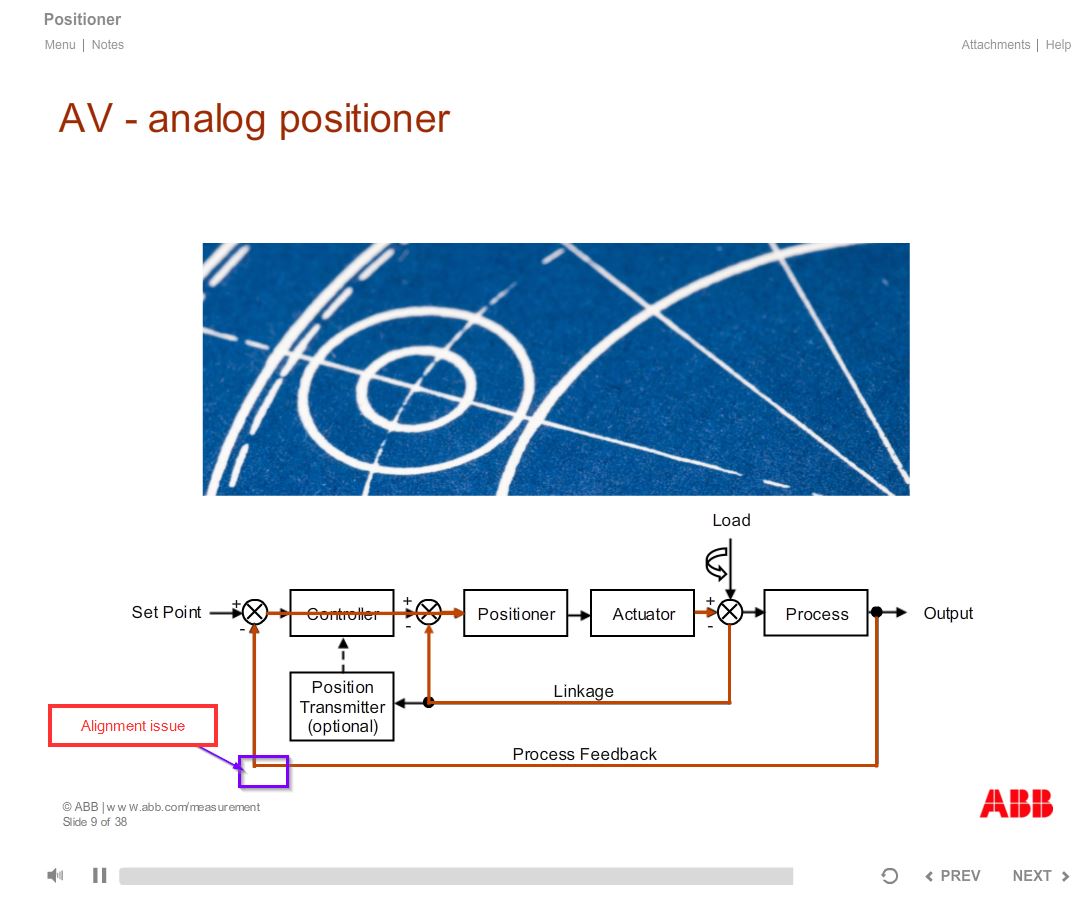 Positioner
Menu | Notes
Attachments | Help
AV - analog positioner
Load
Set Point
+
-
Controller
+
-
Positioner
Actuator
+
-
Process
Output
Position
Transmitter
(optional)
Linkage
Alignment issue
Process Feedback
© ABB | www.abb.com/measurement
Slide 9 of 38
ABB
PREV
NEXT